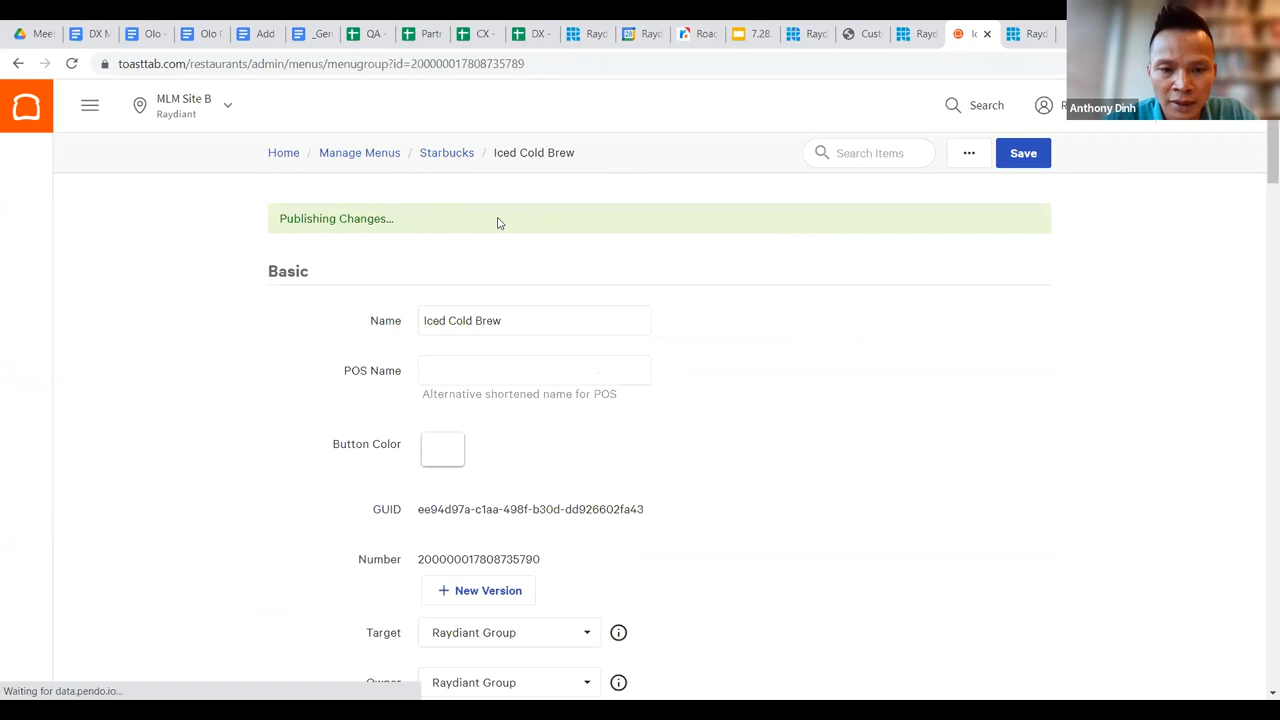 Mee
DX M
Olo -
Olo (
Add
_Gen
QA -
Partn
CX -
DX -
Rayd
Rayd
Road
7.28.
Rayd
Cust
Rayd
Ic
Rayd
toasttab.com/restaurants/admin/menus/menugroup?id=200000017808735789
MLM Site B
Raydiant
Search
Anthony Dinh
Home / Manage Menus / Starbucks / Iced Cold Brew
Search Items
Save
Publishing Changes...
Basic
Name
Iced Cold Brew
POS Name
Alternative shortened name for POS
Button Color
GUID
ee94d97a-c1aa-498f-b30d-dd926602fa43
Number
200000017808735790
+ New Version
Target
Raydiant Group
Owner
Raydiant Group
Waiting for data.pendo.io...